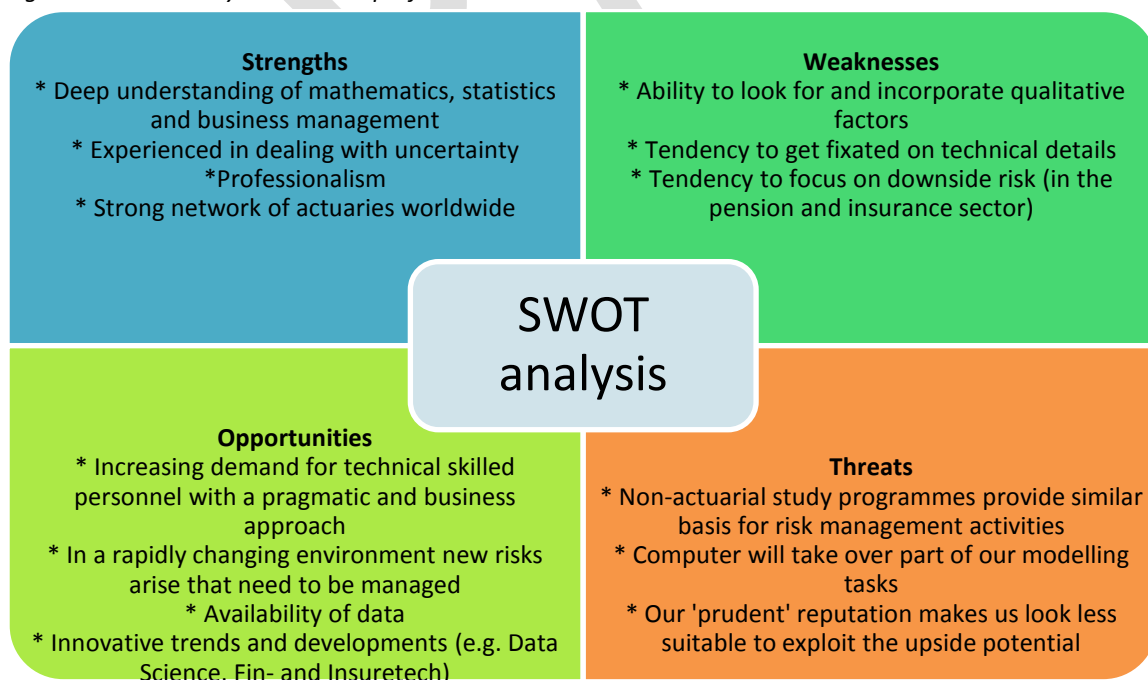 Strengths
* Deep understanding of mathematics, statistics
and business management
* Experienced in dealing with uncertainty
*Professionalism
* Strong network of actuaries worldwide
Weaknesses
* Ability to look for and incorporate qualitative
factors
* Tendency to get fixated on technical details
* Tendency to focus on downside risk (in the
pension and insurance sector)
SWOT
analysis
Opportunities
* Increasing demand for technical skilled
personnel with a pragmatic and business
approach
* In a rapidly changing environment new risks
arise that need to be managed
* Availability of data
* Innovative trends and developments (e.g. Data
Science, Fin- and Insuretech)
Threats
* Non-actuarial study programmes provide similar
basis for risk management activities
* Computer will take over part of our modelling
tasks
* Our 'prudent' reputation makes us look less
suitable to exploit the upside potential